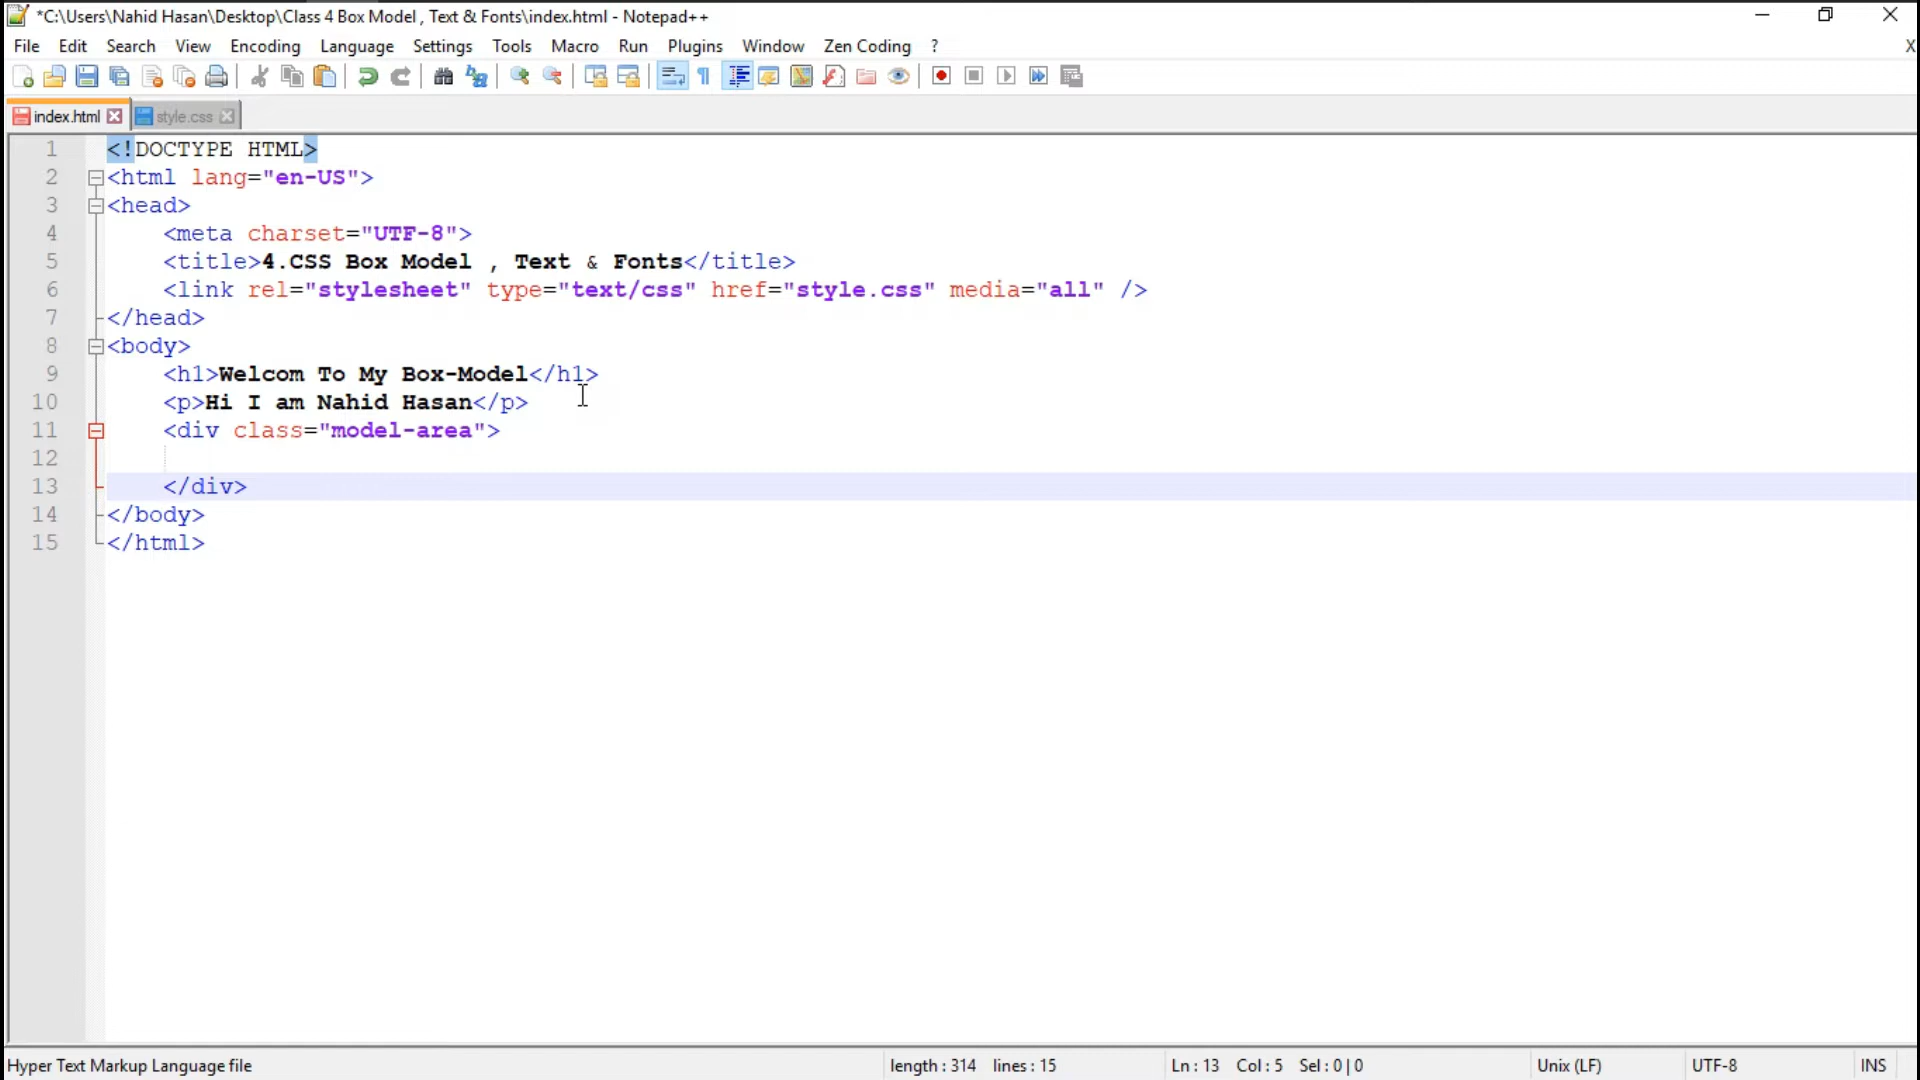 *C:\Users\Nahid Hasan\Desktop\Class 4 Box Model , Text & Fonts\index.html - Notepad++
File Edit Search View Encoding Language Settings Tools Macro Run Plugins Window Zen Coding ? X
index.html style.css
1 <!DOCTYPE HTML>
2 <html lang="en-US">
3 <head>
4 <meta charset="UTF-8">
5 <title>4.CSS Box Model , Text & Fonts</title>
6 <link rel="stylesheet" type="text/css" href="style.css" media="all" />
7 </head>
8 <body>
9 <h1>Welcom To My Box-Model</h1>
10 <p>Hi I am Nahid Hasan</p>
11 <div class="model-area">
12
13 </div>
14 </body>
15 </html>
Hyper Text Markup Language file length : 314 lines : 15 Ln : 13 Col : 5 Sel : 0 | 0 Unix (LF) UTF-8 INS